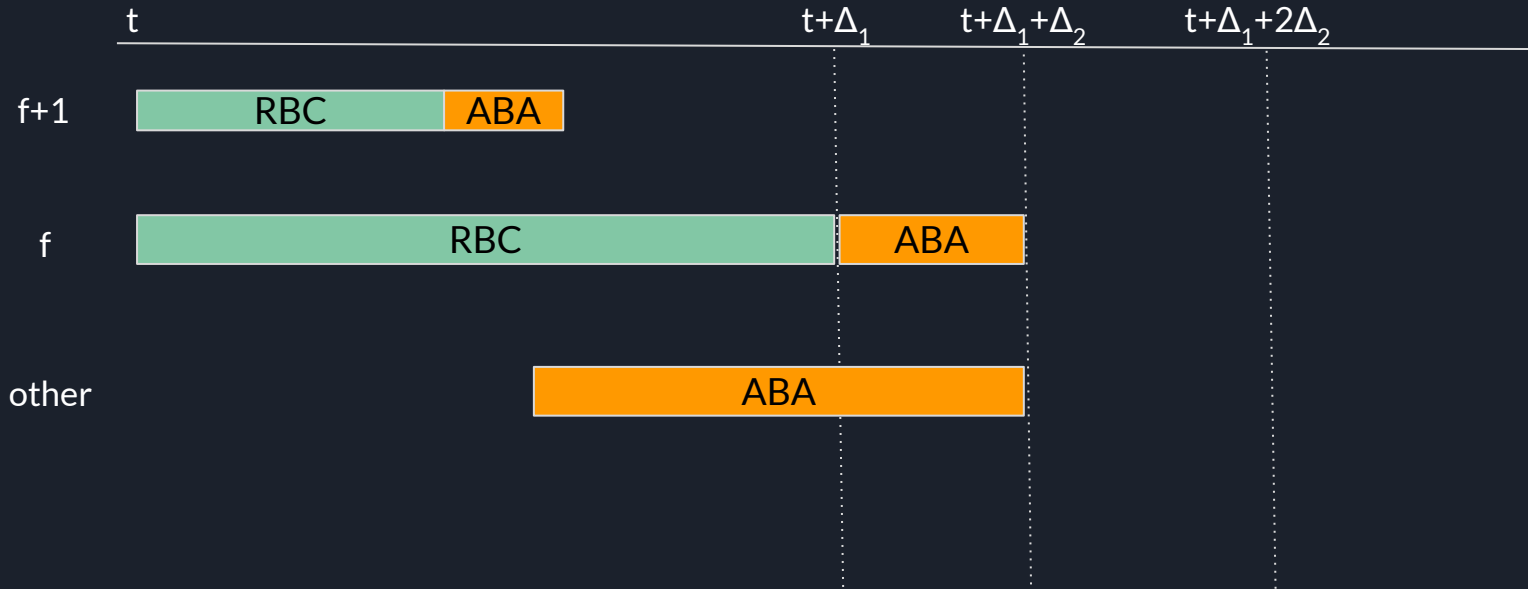 t t+Δ₁ t+Δ₁+Δ₂ t+Δ₁+2Δ₂
f+1 RBC ABA
f RBC ABA
other ABA